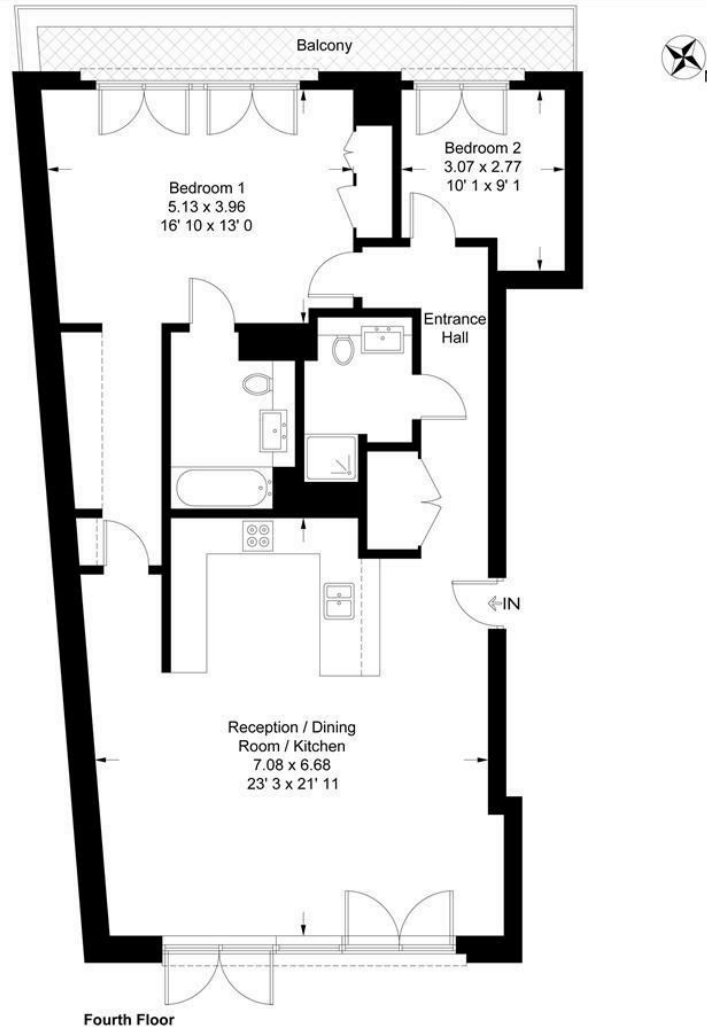 Balcony
N
Bedroom 1
5.13 x 3.96
16' 10 x 13' 0
Bedroom 2
3.07 x 2.77
10' 1 x 9' 1
Entrance
Hall
IN
Reception / Dining
Room / Kitchen
7.08 x 6.68
23' 3 x 21' 11
Fourth Floor